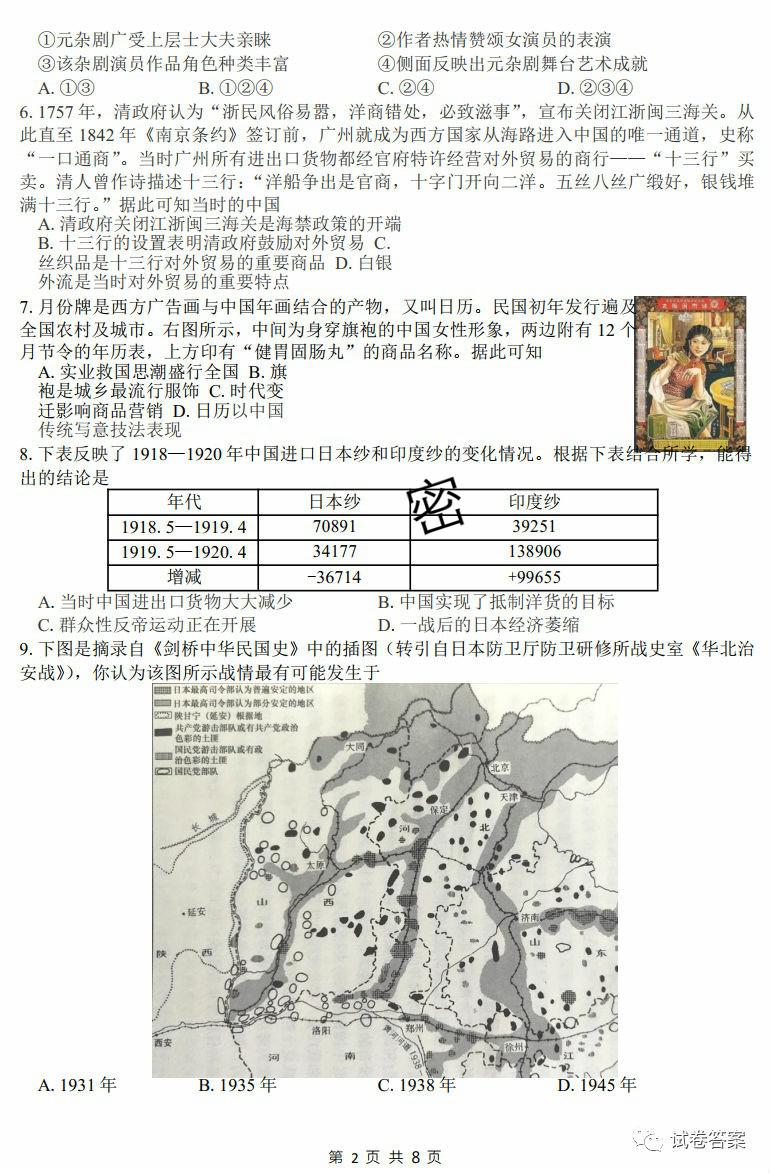 ①元杂剧广受上层士大夫亲睐 ②作者热情赞颂女演员的表演
③该杂剧演员作品角色种类丰富 ④侧面反映出元杂剧舞台艺术成就
A. ①③ B. ①②④ C. ②④ D. ②③④
6. 1757 年，清政府认为“浙民风俗易嚣，洋商错处，必致滋事”，宣布关闭江浙闽三海关。从
此直至 1842 年《南京条约》签订前，广州就成为西方国家从海路进入中国的唯一通道，史称
“一口通商”。当时广州所有进出口货物都经官府特许经营对外贸易的商行——“十三行”买
卖。清人曾作诗描述十三行：“洋船争出是官商，十字门开向二洋。五丝八丝广缎好，银钱堆
满十三行。”据此可知当时的中国
A. 清政府关闭江浙闽三海关是海禁政策的开端
B. 十三行的设置表明清政府鼓励对外贸易 C.
丝织品是十三行对外贸易的重要商品 D. 白银
外流是当时对外贸易的重要特点
7. 月份牌是西方广告画与中国年画结合的产物，又叫日历。民国初年发行遍及
全国农村及城市。右图所示，中间为身穿旗袍的中国女性形象，两边附有 12 个
月节令的年历表，上方印有“健胃固肠丸”的商品名称。据此可知
A. 实业救国思潮盛行全国 B. 旗
袍是城乡最流行服饰 C. 时代变
迁影响商品营销 D. 日历以中国
传统写意技法表现
8. 下表反映了 1918—1920 年中国进口日本纱和印度纱的变化情况。根据下表结合所学，能得
出的结论是
密
年代 日本纱 印度纱
1918. 5—1919. 4 70891 39251
1919. 5—1920. 4 34177 138906
增减 -36714 +99655
A. 当时中国进出口货物大大减少 B. 中国实现了抵制洋货的目标
C. 群众性反帝运动正在开展 D. 一战后的日本经济萎缩
9. 下图是摘录自《剑桥中华民国史》中的插图（转引自日本防卫厅防卫研修所战史室《华北治
安战》），你认为该图所示战情最有可能发生于
日本最高司令部认为普遍安定的地区
日本最高司令部认为部分安定的地区
陕甘宁（延安）根据地
共产党游击部队或有共产党政治
色彩的土匪
国民党游击部队或有政
治色彩的土匪
国民党部队
大同
北京
天津
长城
保定
河 北
太原
山 西
延安
济南
陕 西
山 东
西安
洛阳
郑州
黄河河道1938-
徐州
河 南
江
A. 1931 年 B. 1935 年 C. 1938 年 D. 1945 年
试卷答案
第 2 页 共 8 页